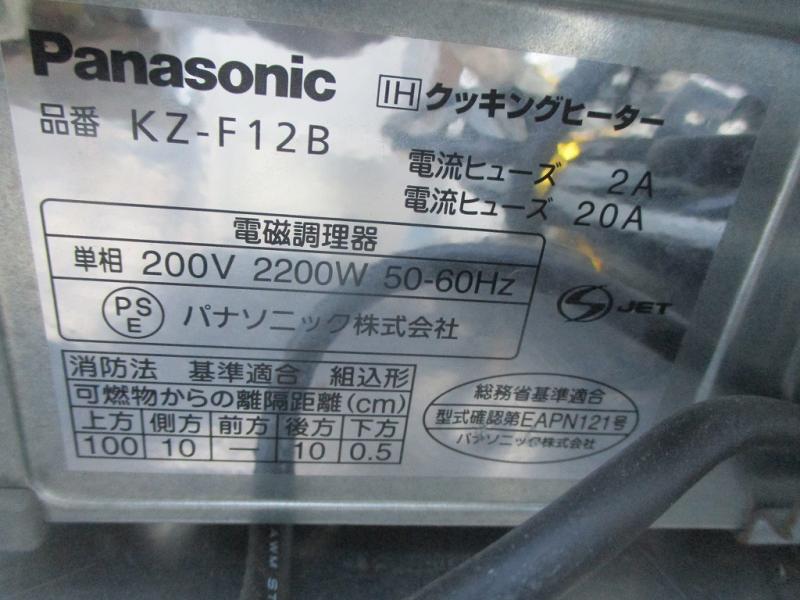 Panasonic
IH クッキングヒーター
品番 KZ-F12B
電流ヒューズ 2A
電流ヒューズ 20A
電磁調理器
単相 200V 2200W 50-60Hz
PSE パナソニック株式会社
JET
消防法 基準適合 組込形
可燃物からの離隔距離(cm)
上方 側方 前方 後方 下方
100 10 — 10 0.5
総務省基準適合
型式確認第EAPN121号
パナソニック株式会社
AWM ST